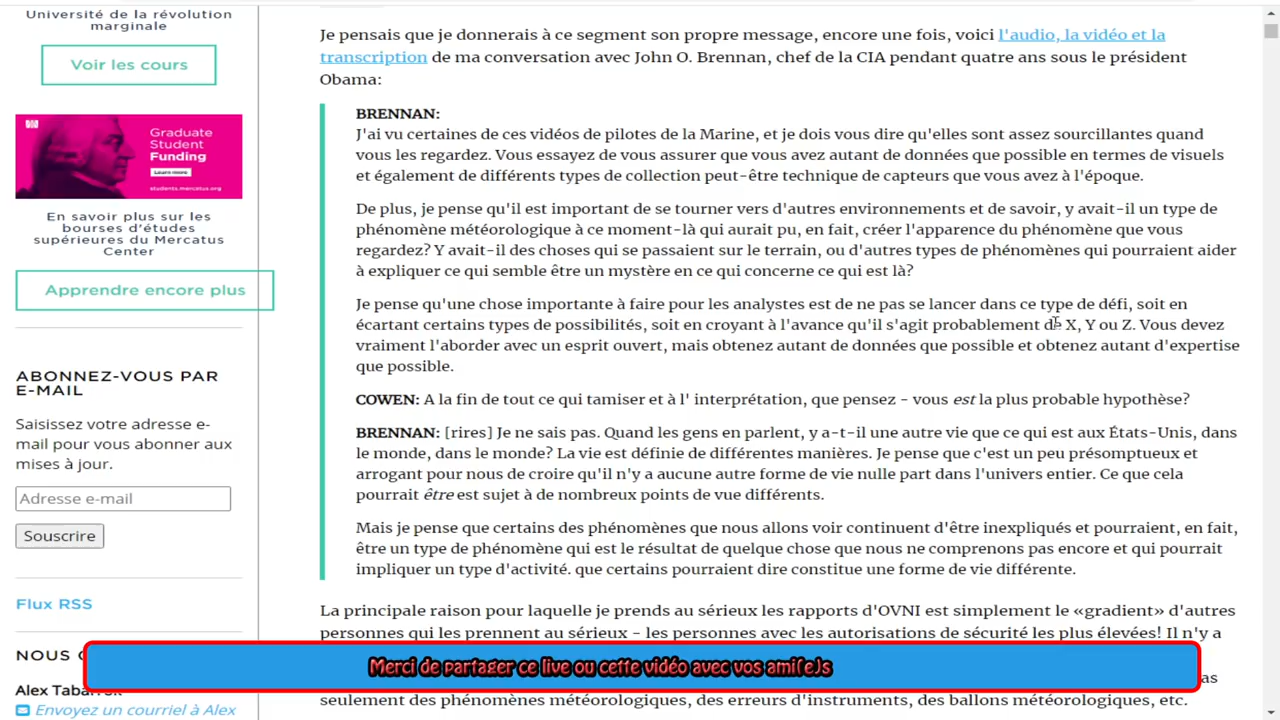 Université de la révolution
marginale
Voir les cours
Graduate
Student
Funding
Learn more
students.mercatus.org
En savoir plus sur les
bourses d'études
supérieures du Mercatus
Center
Apprendre encore plus
ABONNEZ-VOUS PAR
E-MAIL
Saisissez votre adresse e-
mail pour vous abonner aux
mises à jour.
Adresse e-mail
Souscrire
Flux RSS
NOUS
Alex Tabarrok
Envoyez un courriel à Alex
Je pensais que je donnerais à ce segment son propre message, encore une fois, voici l'audio, la vidéo et la
transcription de ma conversation avec John O. Brennan, chef de la CIA pendant quatre ans sous le président
Obama:
BRENNAN:
J'ai vu certaines de ces vidéos de pilotes de la Marine, et je dois vous dire qu'elles sont assez sourcillantes quand
vous les regardez. Vous essayez de vous assurer que vous avez autant de données que possible en termes de visuels
et également de différents types de collection peut-être technique de capteurs que vous avez à l'époque.
De plus, je pense qu'il est important de se tourner vers d'autres environnements et de savoir, y avait-il un type de
phénomène météorologique à ce moment-là qui aurait pu, en fait, créer l'apparence du phénomène que vous
regardez? Y avait-il des choses qui se passaient sur le terrain, ou d'autres types de phénomènes qui pourraient aider
à expliquer ce qui semble être un mystère en ce qui concerne ce qui est là?
Je pense qu'une chose importante à faire pour les analystes est de ne pas se lancer dans ce type de défi, soit en
écartant certains types de possibilités, soit en croyant à l'avance qu'il s'agit probablement de X, Y ou Z. Vous devez
vraiment l'aborder avec un esprit ouvert, mais obtenez autant de données que possible et obtenez autant d'expertise
que possible.
COWEN: A la fin de tout ce qui tamiser et à l' interprétation, que pensez - vous est la plus probable hypothèse?
BRENNAN: [rires] Je ne sais pas. Quand les gens en parlent, y a-t-il une autre vie que ce qui est aux États-Unis, dans
le monde, dans le monde? La vie est définie de différentes manières. Je pense que c'est un peu présomptueux et
arrogant pour nous de croire qu'il n'y a aucune autre forme de vie nulle part dans l'univers entier. Ce que cela
pourrait être est sujet à de nombreux points de vue différents.
Mais je pense que certains des phénomènes que nous allons voir continuent d'être inexpliqués et pourraient, en fait,
être un type de phénomène qui est le résultat de quelque chose que nous ne comprenons pas encore et qui pourrait
impliquer un type d'activité. que certains pourraient dire constitue une forme de vie différente.
La principale raison pour laquelle je prends au sérieux les rapports d'OVNI est simplement le «gradient» d'autres
personnes qui les prennent au sérieux - les personnes avec les autorisations de sécurité les plus élevées! Il n'y a
Merci de partager ce live ou cette vidéo avec vos ami(e)s
seulement des phénomènes météorologiques, des erreurs d'instruments, des ballons météorologiques, etc.